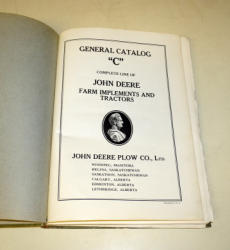 GENERAL CATALOG
"C"
COMPLETE LINE OF
JOHN DEERE
FARM IMPLEMENTS AND
TRACTORS
JOHN DEERE PLOW CO., LTD
WINNIPEG, MANITOBA
REGINA, SASKATCHEWAN
SASKATOON, SASKATCHEWAN
CALGARY, ALBERTA
EDMONTON, ALBERTA
LETHBRIDGE, ALBERTA